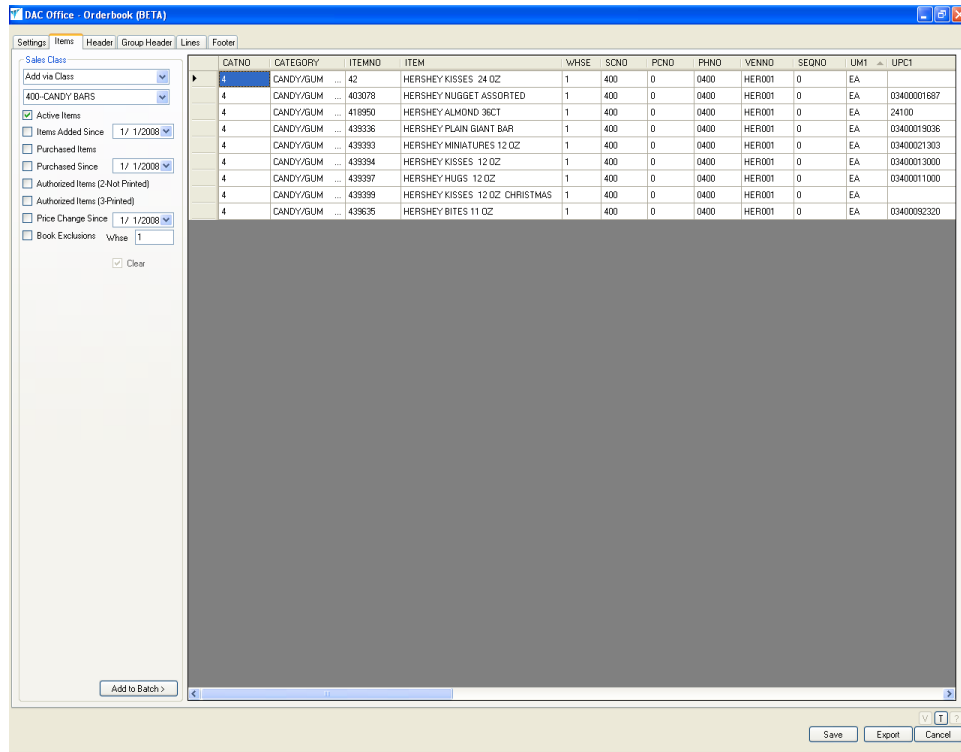 DAC Office - Orderbook (BETA)
Settings Items Header Group Header Lines Footer
Sales Class
Add via Class
400-CANDY BARS
Active Items
Items Added Since 1/ 1/2008
Purchased Items
Purchased Since 1/ 1/2008
Authorized Items (2-Not Printed)
Authorized Items (3-Printed)
Price Change Since 1/ 1/2008
Book Exclusions Whse 1
Clear
Add to Batch >
CATNO CATEGORY ITEMNO ITEM WHSE SCNO PCNO PHNO VENNO SEQNO UM1 UPC1
4 CANDY/GUM ... 42 HERSHEY KISSES 24 OZ 1 400 0 0400 HER001 0 EA
4 CANDY/GUM ... 403078 HERSHEY NUGGET ASSORTED 1 400 0 0400 HER001 0 EA 03400001687
4 CANDY/GUM ... 418950 HERSHEY ALMOND 36CT 1 400 0 0400 HER001 0 EA 24100
4 CANDY/GUM ... 439336 HERSHEY PLAIN GIANT BAR 1 400 0 0400 HER001 0 EA 03400019036
4 CANDY/GUM ... 439393 HERSHEY MINIATURES 12 OZ 1 400 0 0400 HER001 0 EA 03400021303
4 CANDY/GUM ... 439394 HERSHEY KISSES 12 OZ 1 400 0 0400 HER001 0 EA 03400013000
4 CANDY/GUM ... 439397 HERSHEY HUGS 12 OZ 1 400 0 0400 HER001 0 EA 03400011000
4 CANDY/GUM ... 439399 HERSHEY KISSES 12 OZ CHRISTMAS 1 400 0 0400 HER001 0 EA
4 CANDY/GUM ... 439635 HERSHEY BITES 11 OZ 1 400 0 0400 HER001 0 EA 03400092320
V T ?
Save Export Cancel